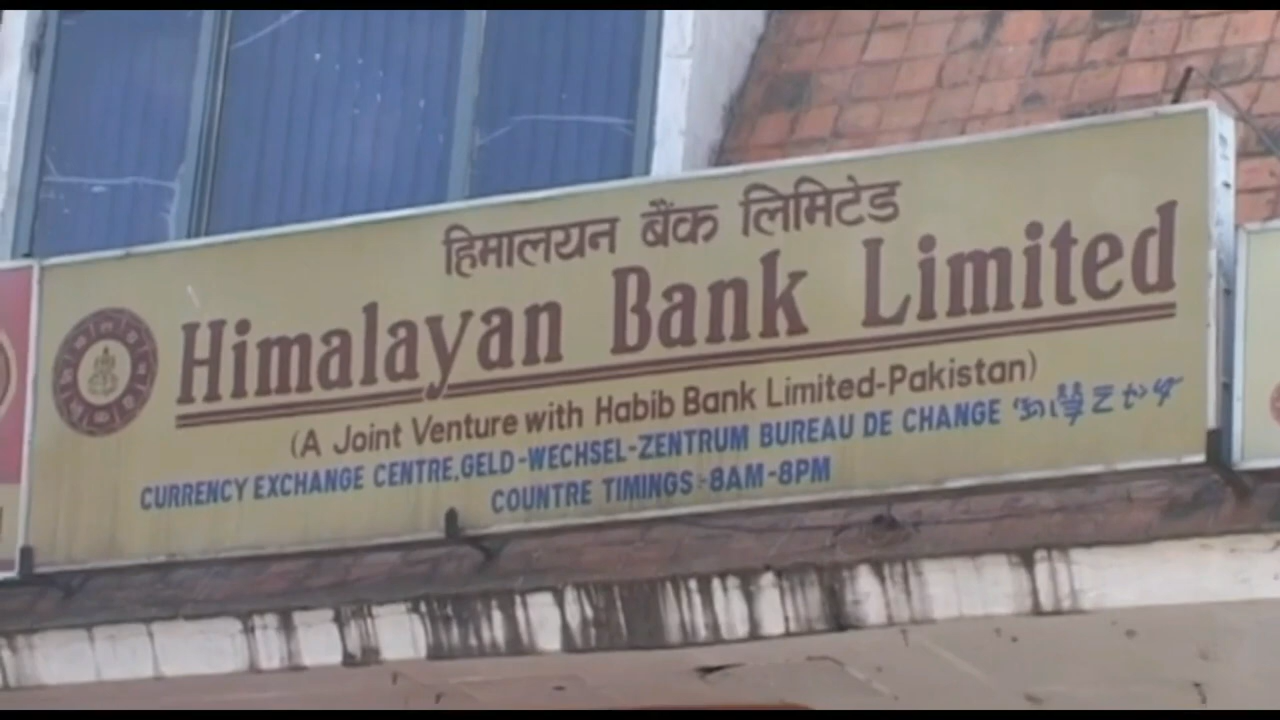 हिमालयन बैंक लिमिटेड
Himalayan Bank Limited
(A Joint Venture with Habib Bank Limited-Pakistan)
CURRENCY EXCHANGE CENTRE.GELD-WECHSEL-ZENTRUM BUREAU DE CHANGE
COUNTRE TIMINGS:-8AM-8PM